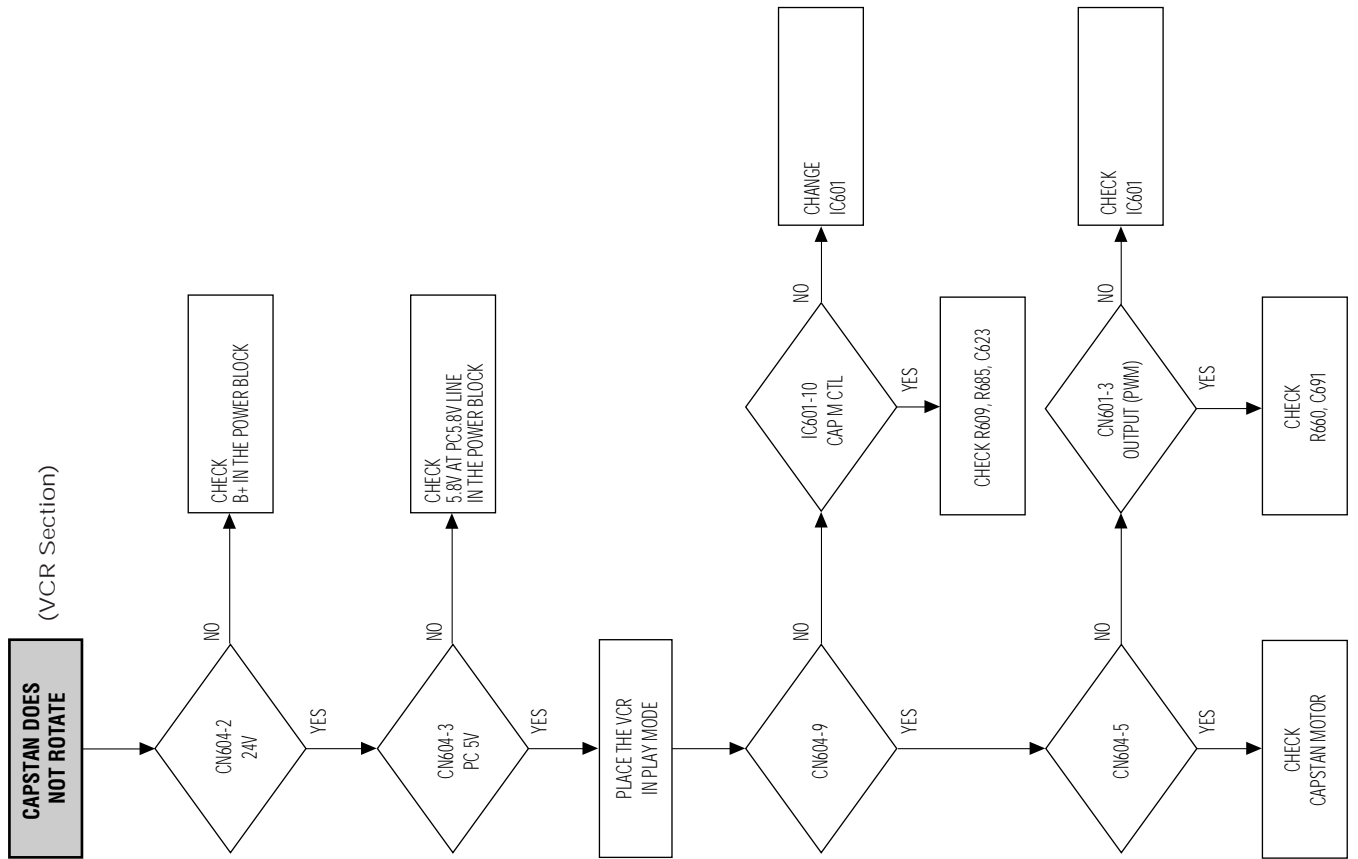 (VCR Section)
CAPSTAN DOES
NOT ROTATE
CN604-2
24V
NO
CHECK
B+ IN THE POWER BLOCK
YES
CN604-3
PC 5V
NO
CHECK
5.8V AT PC5.8V LINE
IN THE POWER BLOCK
YES
PLACE THE VCR
IN PLAY MODE
CN604-9
NO
IC601-10
CAP M CTL
NO
CHANGE
IC601
YES
CHECK R609, R685, C623
YES
CN604-5
NO
CN601-3
OUTPUT (PWM)
NO
CHECK
IC601
YES
CHECK
R660, C691
YES
CHECK
CAPSTAN MOTOR